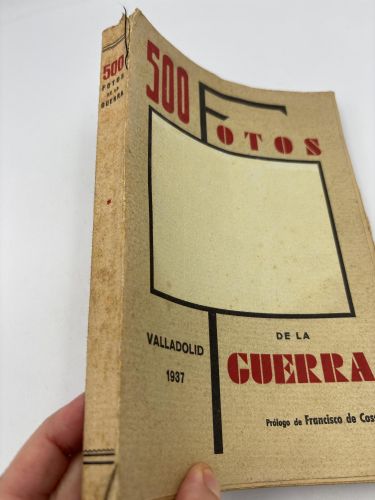 500
FOTOS
DE LA
GUERRA
500
FOTOS
VALLADOLID
1937
DE LA
GUERRA
Prólogo de Francisco de